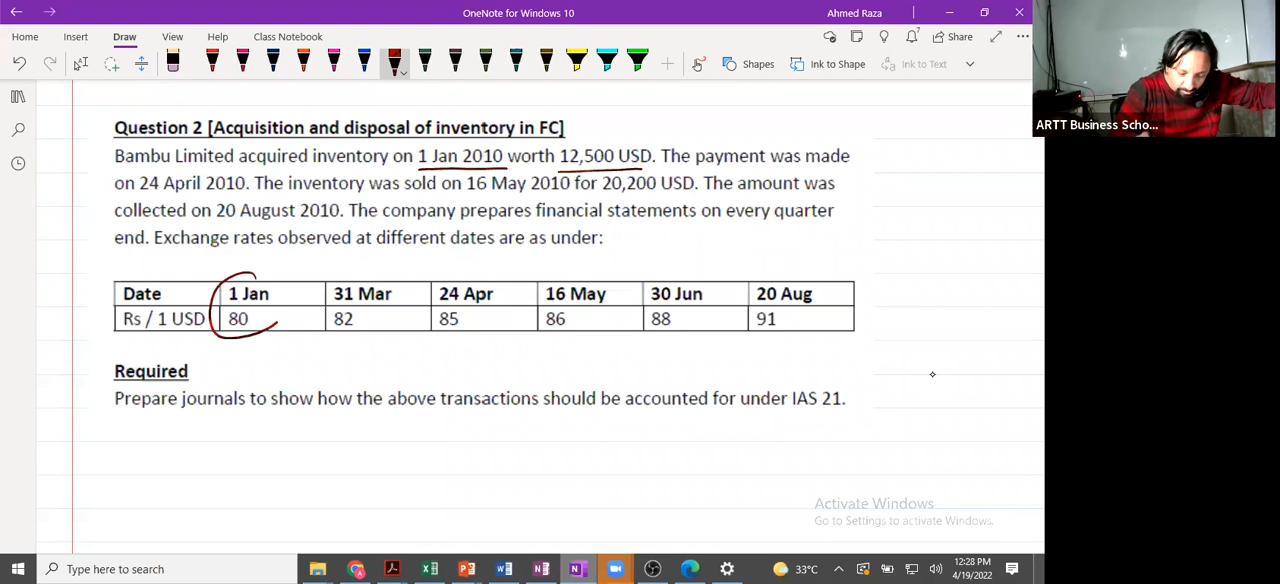 OneNote for Windows 10
Ahmed Raza
Home Insert Draw View Help Class Notebook
Share
Shapes Ink to Shape Ink to Text
ARTT Business Scho...
Question 2 [Acquisition and disposal of inventory in FC]
Bambu Limited acquired inventory on 1 Jan 2010 worth 12,500 USD. The payment was made
on 24 April 2010. The inventory was sold on 16 May 2010 for 20,200 USD. The amount was
collected on 20 August 2010. The company prepares financial statements on every quarter
end. Exchange rates observed at different dates are as under:
Date 1 Jan 31 Mar 24 Apr 16 May 30 Jun 20 Aug
Rs / 1 USD 80 82 85 86 88 91
Required
Prepare journals to show how the above transactions should be accounted for under IAS 21.
Activate Windows
Go to Settings to activate Windows.
Type here to search
33°C
12:28 PM
4/19/2022